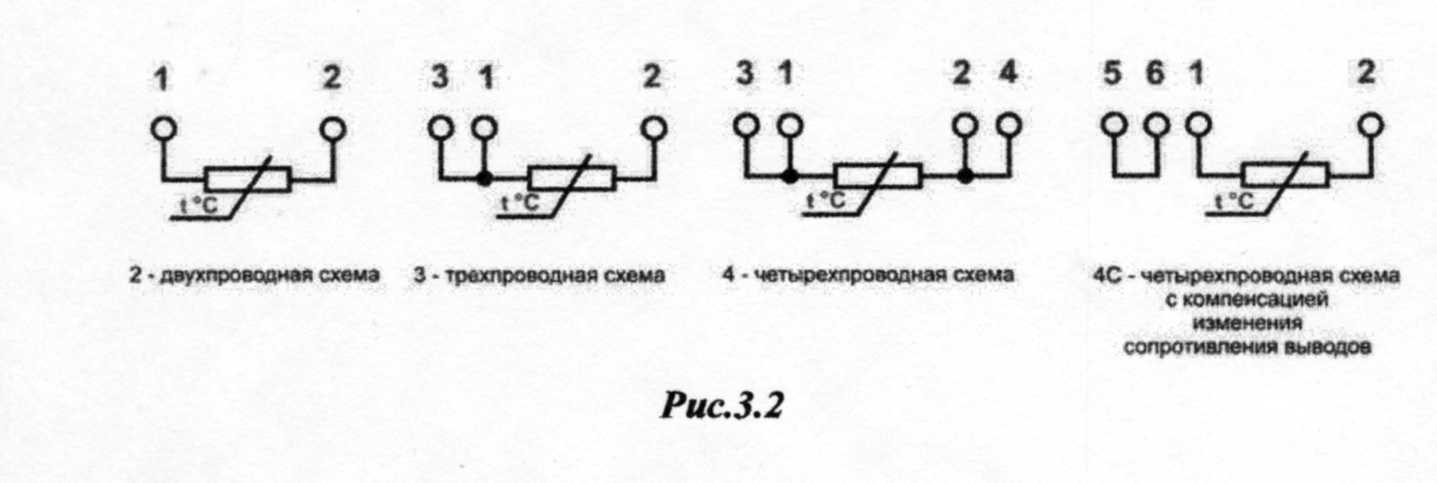 1 2 3 1 2 3 1 2 4 5 6 1 2
t °C t °C t °C t °C
2 - двухпроводная схема 3 - трехпроводная схема 4 - четырехпроводная схема 4С - четырехпроводная схема
с компенсацией
изменения
сопротивления выводов
Рис.3.2